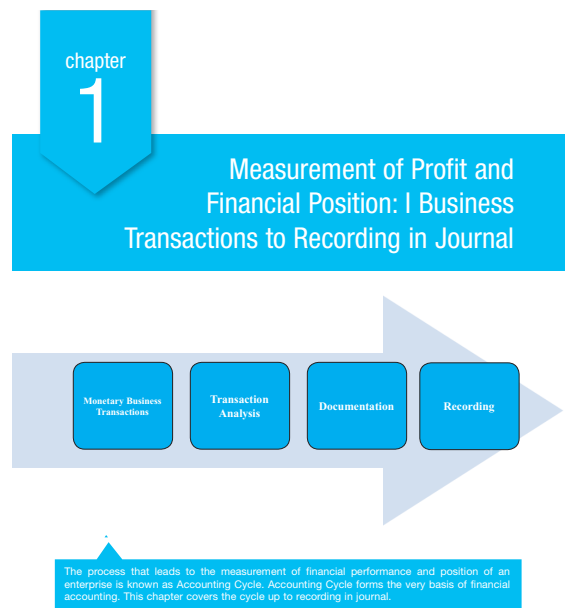 chapter
1
Measurement of Profit and
Financial Position: I Business
Transactions to Recording in Journal
Monetary Business
Transactions
Transaction
Analysis
Documentation
Recording
The process that leads to the measurement of financial performance and position of an
enterprise is known as Accounting Cycle. Accounting Cycle forms the very basis of financial
accounting. This chapter covers the cycle up to recording in journal.